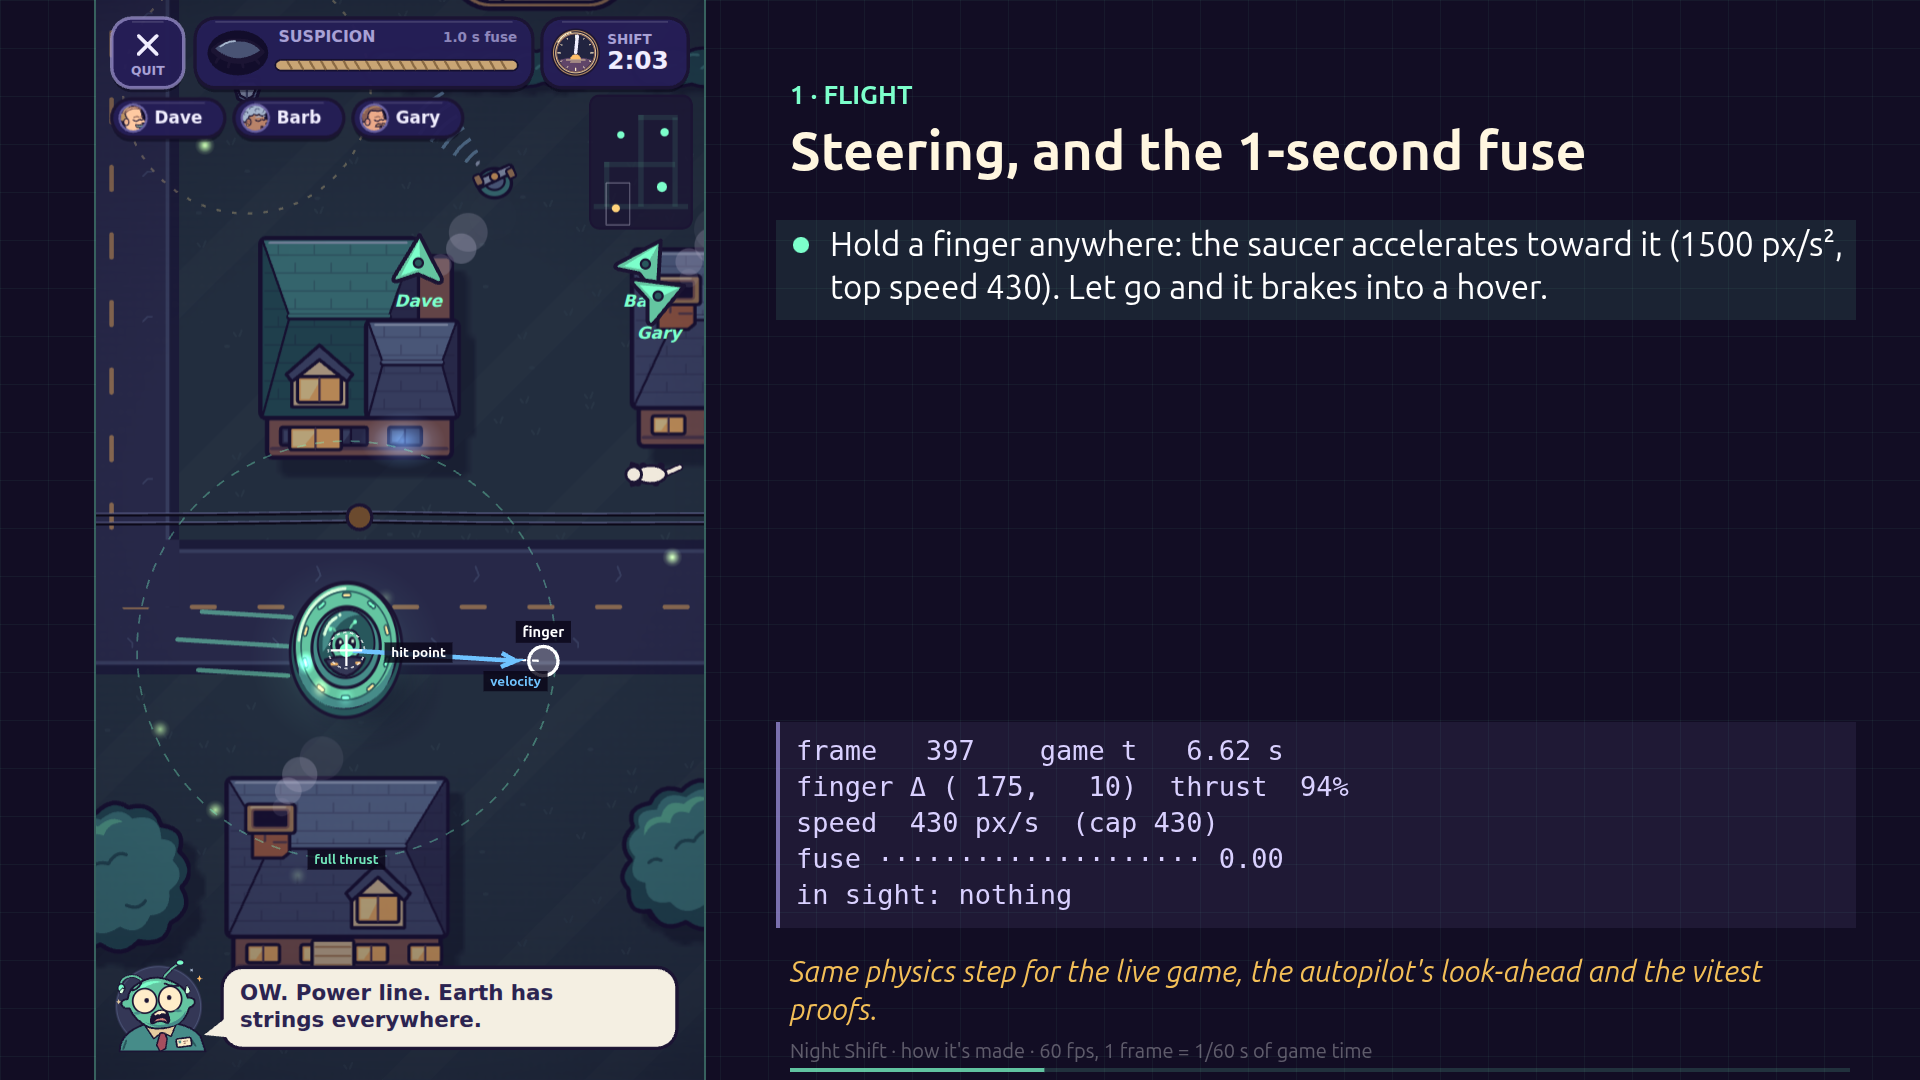 QUIT
SUSPICION
1.0 s fuse
SHIFT
2:03
Dave
Barb
Gary
Dave
Ba
Gary
finger
hit point
velocity
full thrust
OW. Power line. Earth has
strings everywhere.
1 · FLIGHT
Steering, and the 1-second fuse
Hold a finger anywhere: the saucer accelerates toward it (1500 px/s²,
top speed 430). Let go and it brakes into a hover.
frame 397 game t 6.62 s
finger Δ ( 175, 10) thrust 94%
speed 430 px/s (cap 430)
fuse ···················· 0.00
in sight: nothing
Same physics step for the live game, the autopilot's look-ahead and the vitest
proofs.
Night Shift · how it's made · 60 fps, 1 frame = 1/60 s of game time